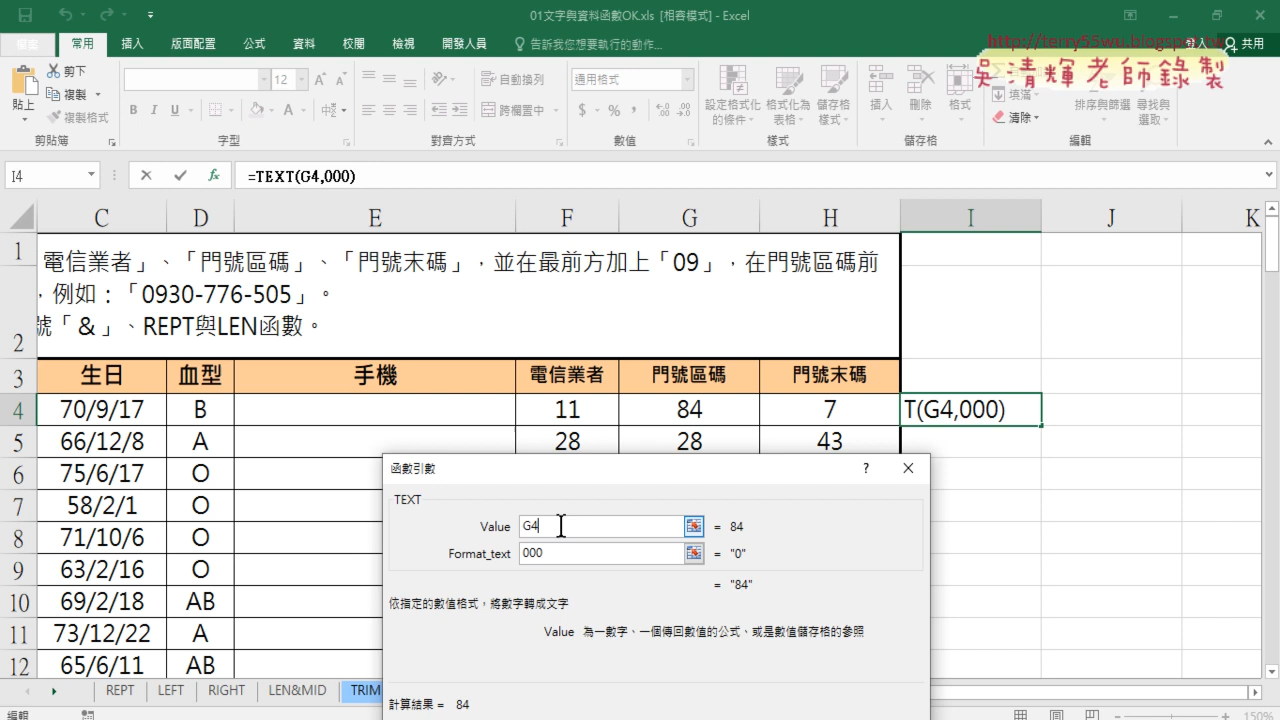 01文字與資料函數OK.xls [相容模式] - Excel
常用 插入 版面配置 公式 資料 校閱 檢視 開發人員 告訴我您想要執行的動作... 共用
http://terry55wu.blogspot.tw
吳清輝老師錄製
剪下
複製
複製格式
貼上
12
B I U
自動換列
跨欄置中
通用格式
$ %
設定格式化的條件
格式化為表格
儲存格樣式
插入 刪除 格式
填滿
清除
排序與篩選 尋找與選取
剪貼簿 字型 對齊方式 數值 樣式 儲存格 編輯
I4 =TEXT(G4,000)
C D E F G H I J K
1 電信業者」、「門號區碼」、「門號末碼」,並在最前方加上「09」,在門號區碼前
,例如:「0930-776-505」。
2 號「&」、REPT與LEN函數。
3 生日 血型 手機 電信業者 門號區碼 門號末碼
4 70/9/17 B 11 84 7 T(G4,000)
5 66/12/8 A 28 28 43
6 75/6/17 O
7 58/2/1 O
8 71/10/6 O
9 63/2/16 O
10 69/2/18 AB
11 73/12/22 A
12 65/6/11 AB
函數引數
TEXT
Value G4 = 84
Format_text 000 = "0"
= "84"
依指定的數值格式,將數字轉成文字
Value 為一數字、一個傳回數值的公式、或是數值儲存格的參照
計算結果 = 84
REPT LEFT RIGHT LEN&MID TRIM
編輯 150%